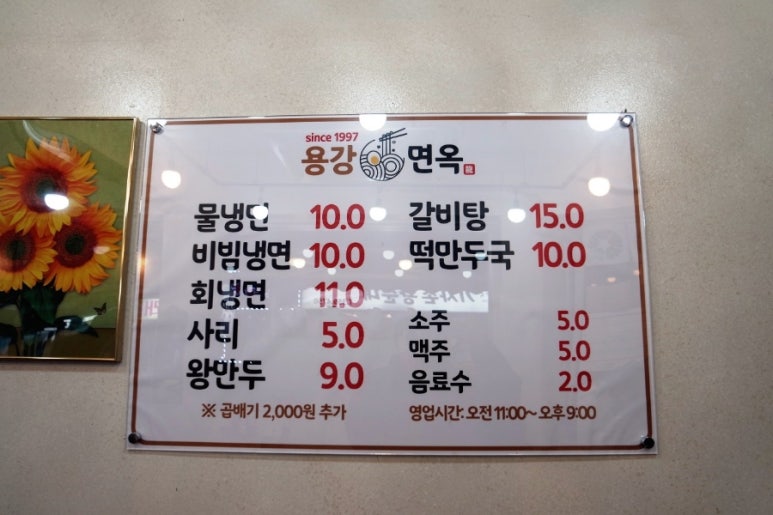 since 1997
용강면옥
물냉면 10.0
비빔냉면 10.0
회냉면 11.0
사리 5.0
왕만두 9.0
※ 곱배기 2,000원 추가
갈비탕 15.0
떡만두국 10.0
소주 5.0
맥주 5.0
음료수 2.0
영업시간: 오전 11:00~ 오후 9:00